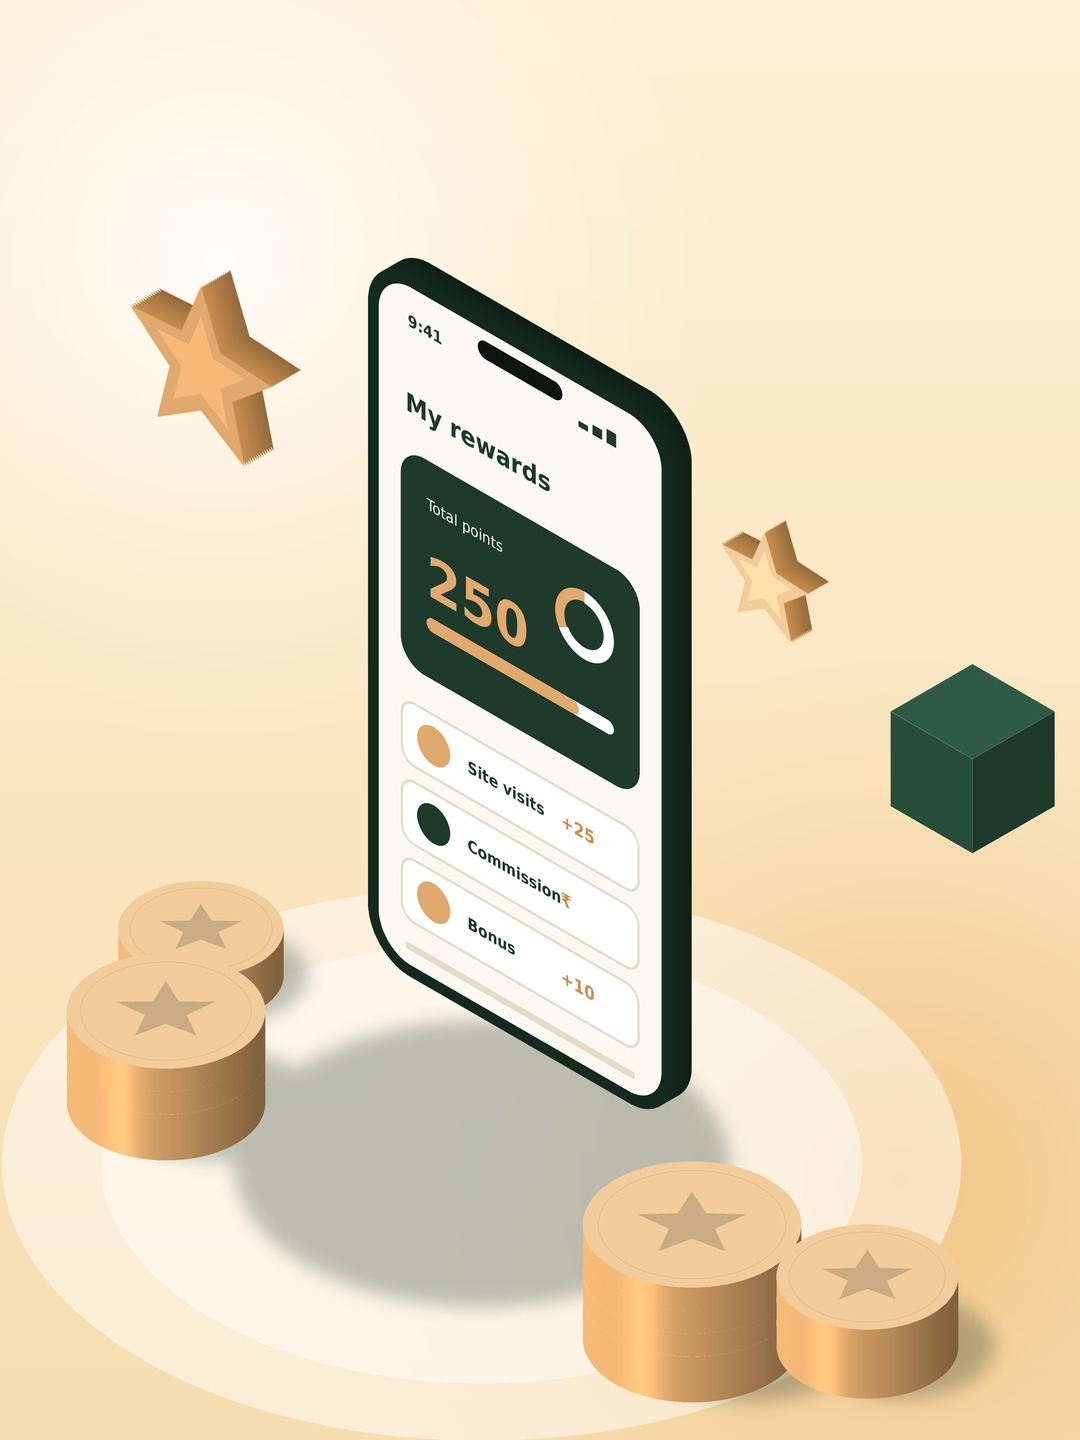 9:41
My rewards
Total points
250
Site visits +25
Commission ₹
Bonus +10